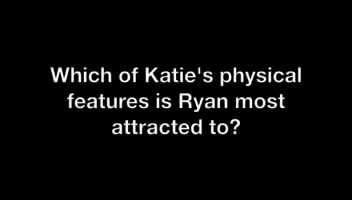 Which of Katie's physical
features is Ryan most
attracted to?